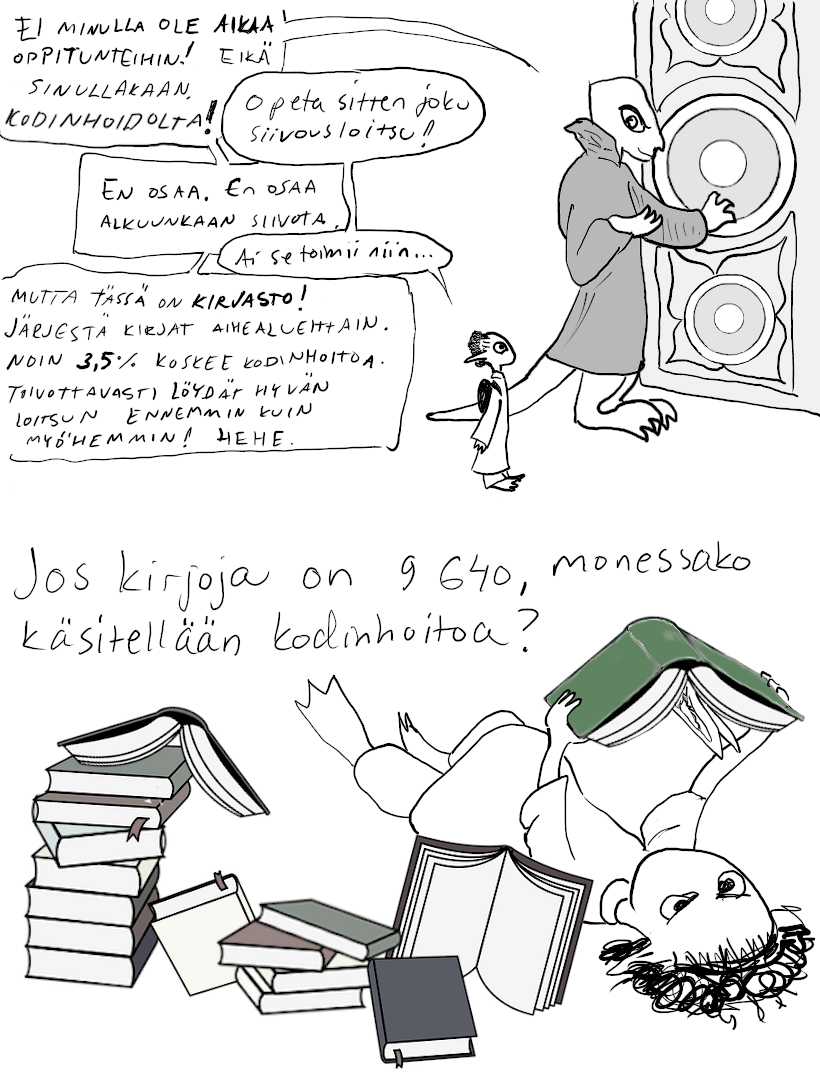 EI MINULLA OLE AIKAA
OPPITUNTEIHIN! EIKÄ
SINULLAKAAN,
KODINHOIDOLTA!
Opeta sitten joku
siivousloitsu!
EN OSAA. EN OSAA
ALKUUNKAAN SIIVOTA.
Ai se toimii niin...
MUTTA TÄSSÄ ON KIRJASTO!
JÄRJESTÄ KIRJAT AIHEALUEITTAIN.
NOIN 3,5% KOSKEE KODINHOITOA.
TOIVOTTAVASTI LÖYDÄT HYVÄN
LOITSUN ENNEMMIN KUIN
MYÖHEMMIN! HEHE.
Jos kirjoja on 9 640, monessako
käsitellään kodinhoitoa?